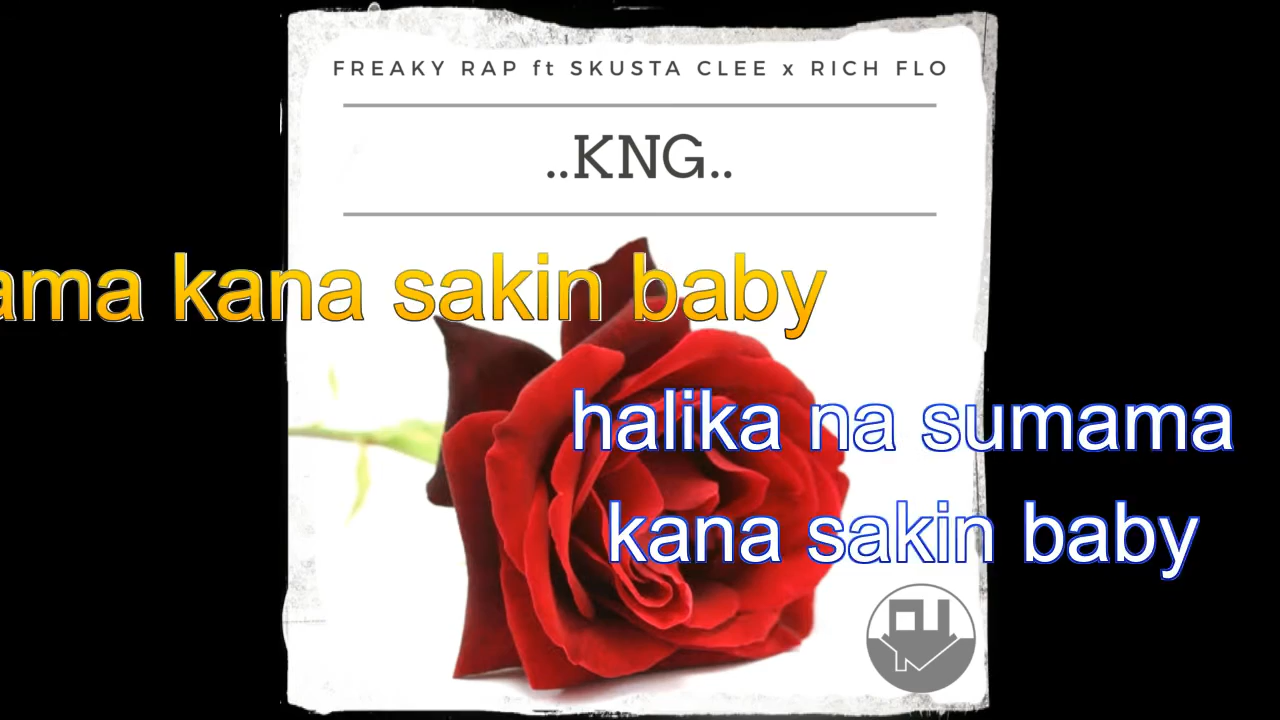 FREAKY RAP ft SKUSTA CLEE x RICH FLO
..KNG..
ama kana sakin baby
halika na sumama
kana sakin baby